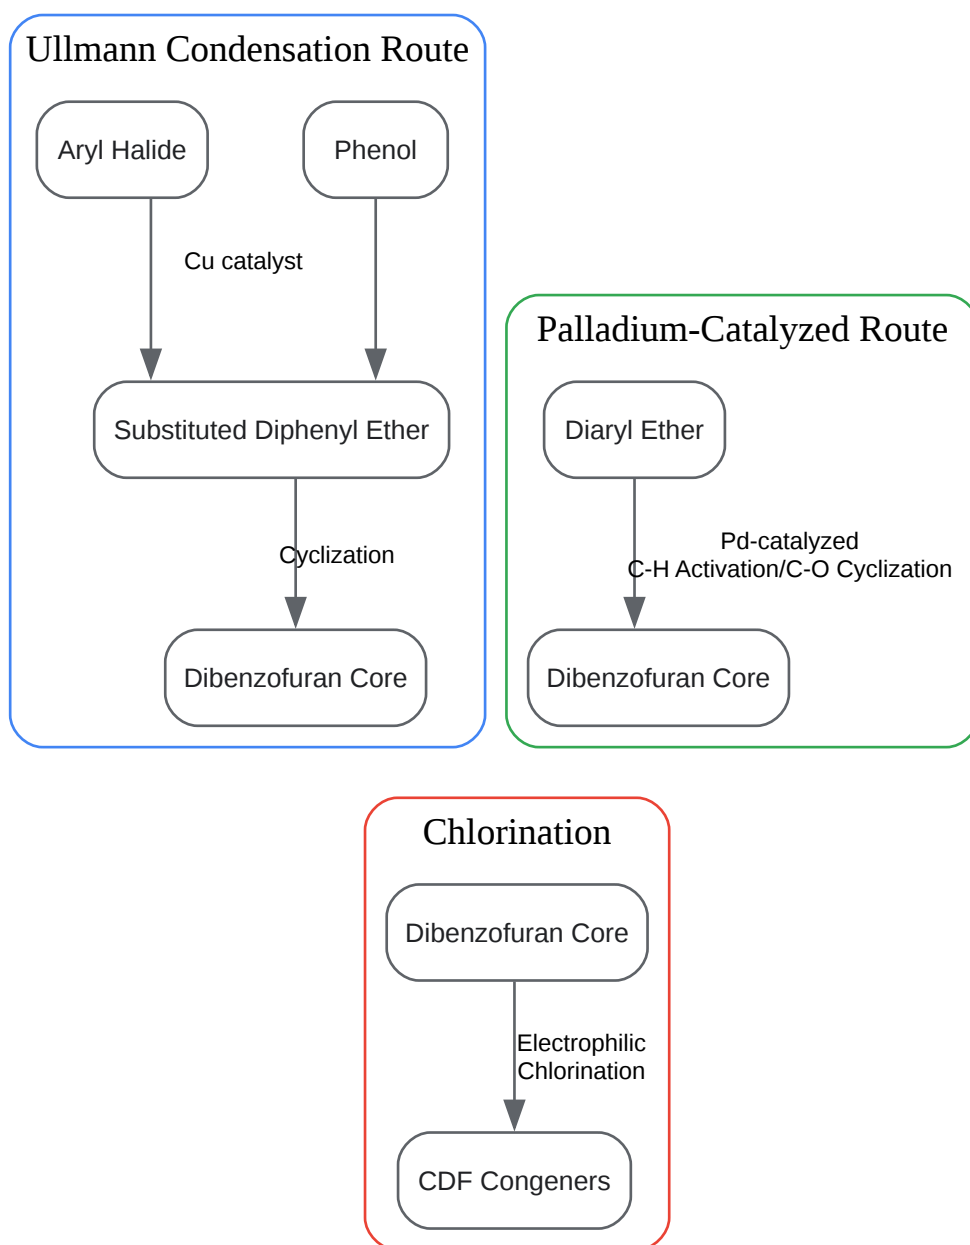 Ullmann Condensation Route
Aryl Halide
Phenol
Cu catalyst
Substituted Diphenyl Ether
Cyclization
Dibenzofuran Core
Palladium-Catalyzed Route
Diaryl Ether
Pd-catalyzed
C-H Activation/C-O Cyclization
Dibenzofuran Core
Chlorination
Dibenzofuran Core
Electrophilic
Chlorination
CDF Congeners